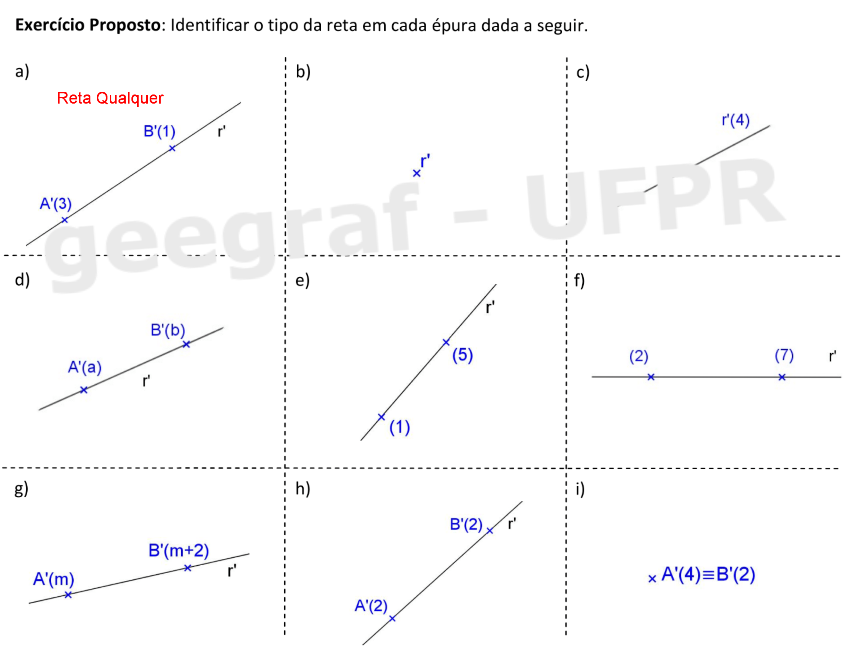 Exercício Proposto: Identificar o tipo da reta em cada épura dada a seguir.
a)
Reta Qualquer
B'(1)
r'
A'(3)
b)
r'
c)
r'(4)
geegraf - UFPR
d)
B'(b)
A'(a)
r'
e)
r'
(5)
(1)
f)
(2)
(7)
r'
g)
B'(m+2)
A'(m)
r'
h)
B'(2)
r'
A'(2)
i)
A'(4)≡B'(2)